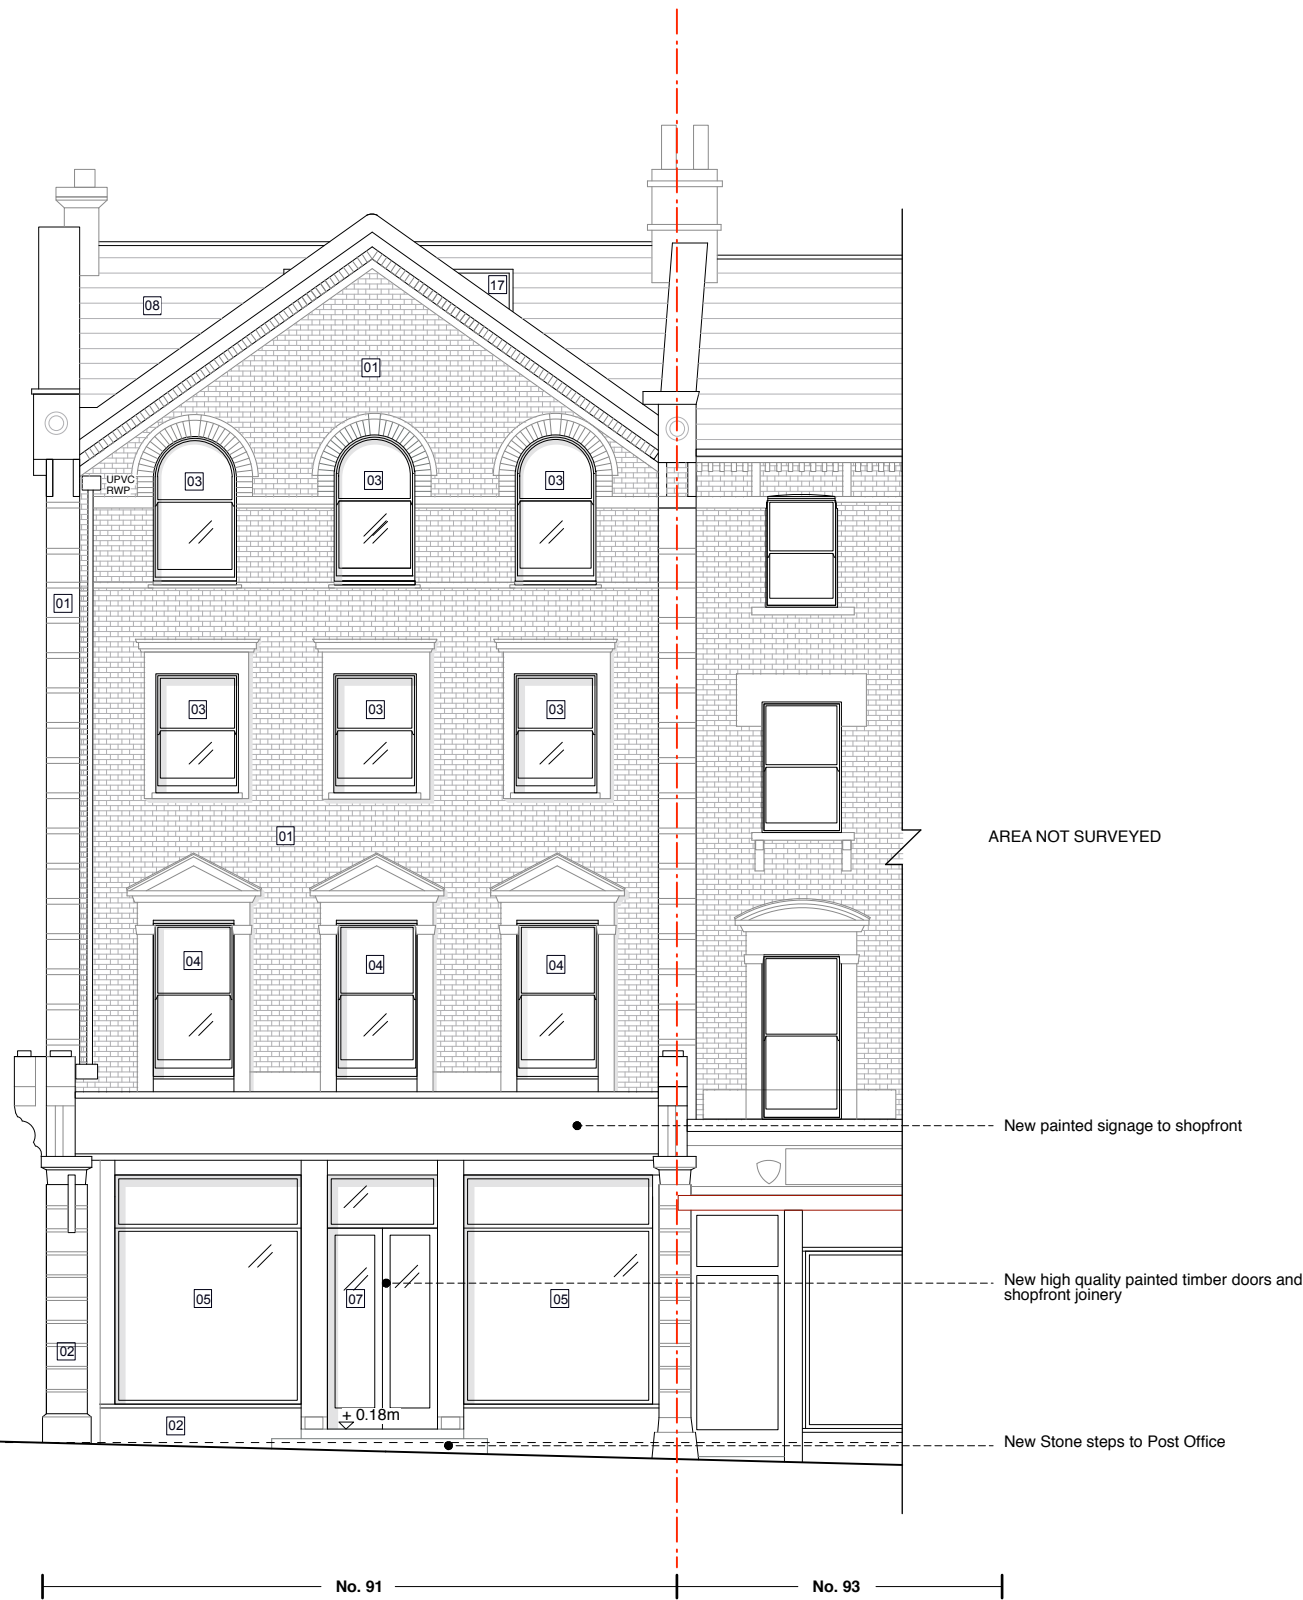 17
08
01
03
03
03
UPVC
RWP
01
03
03
03
01
AREA NOT SURVEYED
04
04
04
New painted signage to shopfront
New high quality painted timber doors and
shopfront joinery
05
07
05
02
+ 0.18m
02
New Stone steps to Post Office
No. 91
No. 93